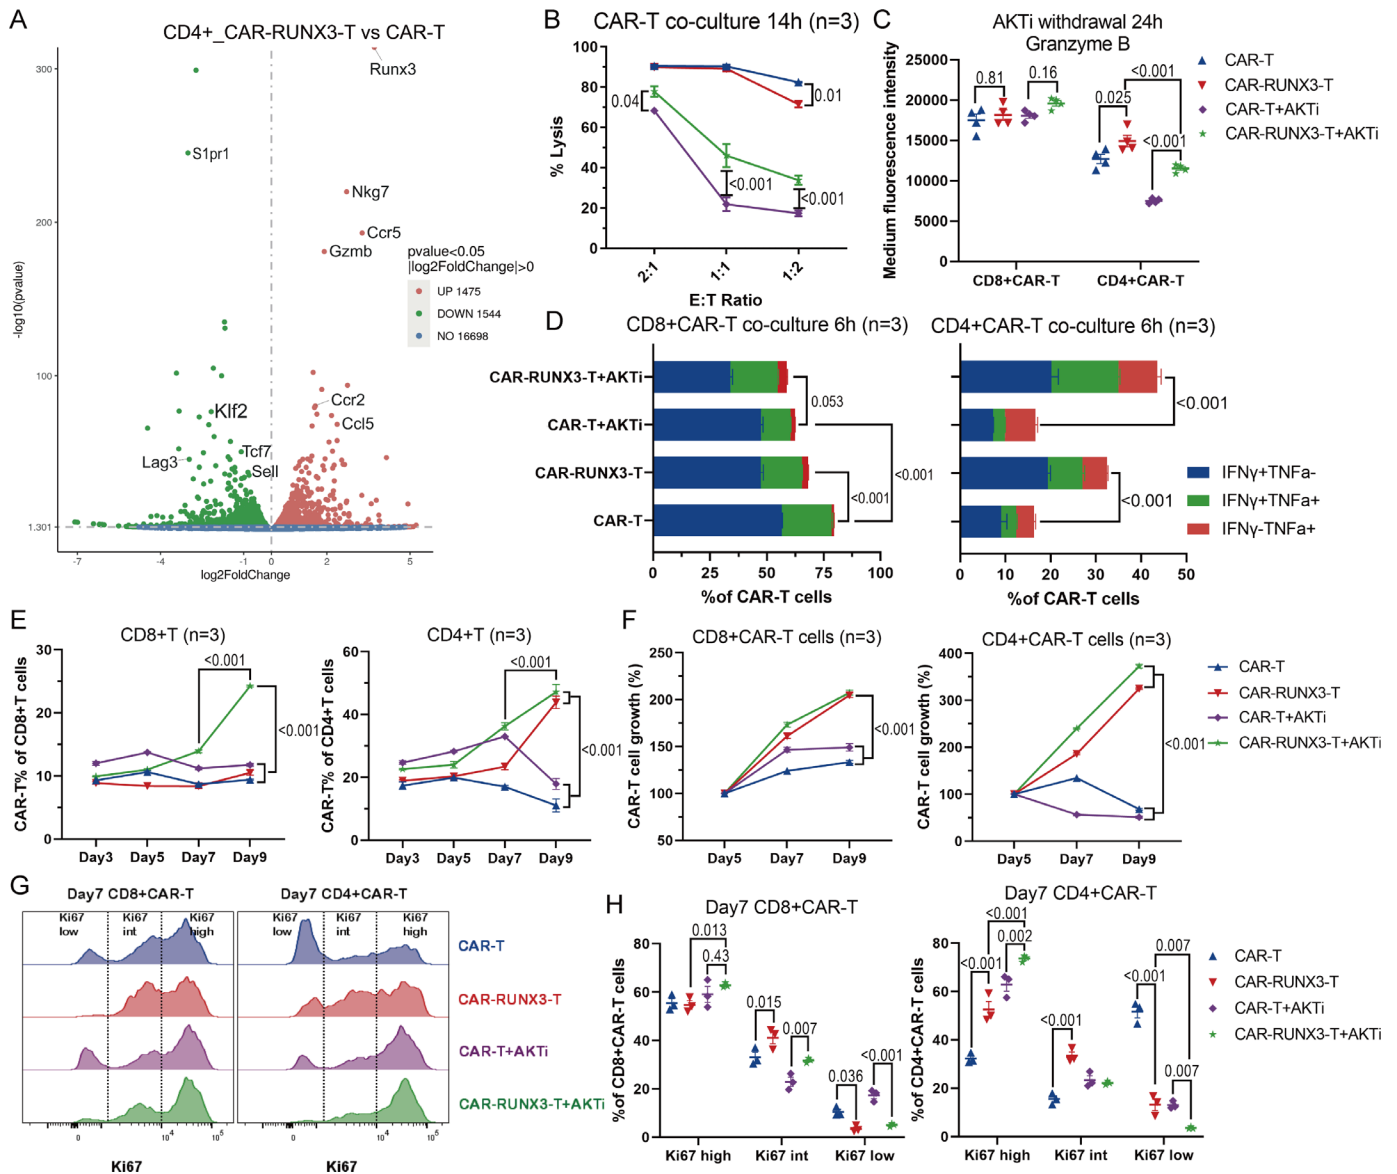 A
CD4+_CAR-RUNX3-T vs CAR-T
Runx3
S1pr1
Nkg7
Ccr5
Gzmb
pvalue<0.05
|log2FoldChange|>0
UP 1475
DOWN 1544
NO 16698
Klf2
Ccr2
Ccl5
Lag3
Tcf7
Sell
-log10(pvalue)
300
200
100
1.301
-7
-4
-2
0
2
5
log2FoldChange
B
CAR-T co-culture 14h (n=3)
% Lysis
100
80
60
40
20
0
0.04
0.01
<0.001
<0.001
2:1
1:1
1:2
E:T Ratio
C
AKTi withdrawal 24h
Granzyme B
Medium fluorescence intensity
25000
20000
15000
10000
5000
0
0.81
0.16
<0.001
0.025
<0.001
CD8+CAR-T
CD4+CAR-T
CAR-T
CAR-RUNX3-T
CAR-T+AKTi
CAR-RUNX3-T+AKTi
D
CD8+CAR-T co-culture 6h (n=3)
CAR-RUNX3-T+AKTi
CAR-T+AKTi
CAR-RUNX3-T
CAR-T
0.053
<0.001
<0.001
0
25
50
75
100
%of CAR-T cells
CD4+CAR-T co-culture 6h (n=3)
<0.001
<0.001
0
10
20
30
40
50
%of CAR-T cells
IFNγ+TNFa-
IFNγ+TNFa+
IFNγ-TNFa+
E
CD8+T (n=3)
CAR-T% of CD8+T cells
30
20
10
0
<0.001
<0.001
Day3
Day5
Day7
Day9
CD4+T (n=3)
CAR-T% of CD4+T cells
60
40
20
0
<0.001
<0.001
Day3
Day5
Day7
Day9
F
CD8+CAR-T cells (n=3)
CAR-T cell growth (%)
250
200
150
100
50
<0.001
Day5
Day7
Day9
CD4+CAR-T cells (n=3)
CAR-T cell growth (%)
400
300
200
100
0
<0.001
Day5
Day7
Day9
CAR-T
CAR-RUNX3-T
CAR-T+AKTi
CAR-RUNX3-T+AKTi
G
Day7 CD8+CAR-T
Ki67
low
Ki67
int
Ki67
high
0
10^4
10^5
Ki67
Day7 CD4+CAR-T
Ki67
low
Ki67
int
Ki67
high
0
10^4
10^5
Ki67
CAR-T
CAR-RUNX3-T
CAR-T+AKTi
CAR-RUNX3-T+AKTi
H
Day7 CD8+CAR-T
%of CD8+CAR-T cells
80
60
40
20
0
0.013
0.43
0.015
0.007
0.036
<0.001
Ki67 high
Ki67 int
Ki67 low
Day7 CD4+CAR-T
%of CD4+CAR-T cells
80
60
40
20
0
<0.001
0.002
<0.001
<0.001
0.007
<0.001
0.007
Ki67 high
Ki67 int
Ki67 low
CAR-T
CAR-RUNX3-T
CAR-T+AKTi
CAR-RUNX3-T+AKTi